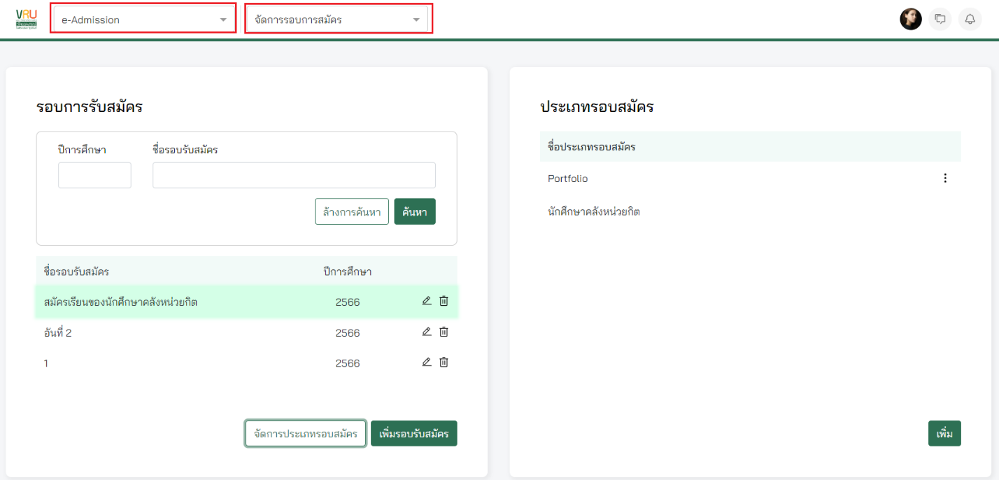 VRU
e-Admission
จัดการรอบการสมัคร
รอบการรับสมัคร
ปีการศึกษา
ชื่อรอบรับสมัคร
ล้างการค้นหา
ค้นหา
ชื่อรอบรับสมัคร
ปีการศึกษา
สมัครเรียนของนักศึกษาคลังหน่วยกิต
2566
อันที่ 2
2566
1
2566
จัดการประเภทรอบสมัคร
เพิ่มรอบรับสมัคร
ประเภทรอบสมัคร
ชื่อประเภทรอบสมัคร
Portfolio
นักศึกษาคลังหน่วยกิต
เพิ่ม